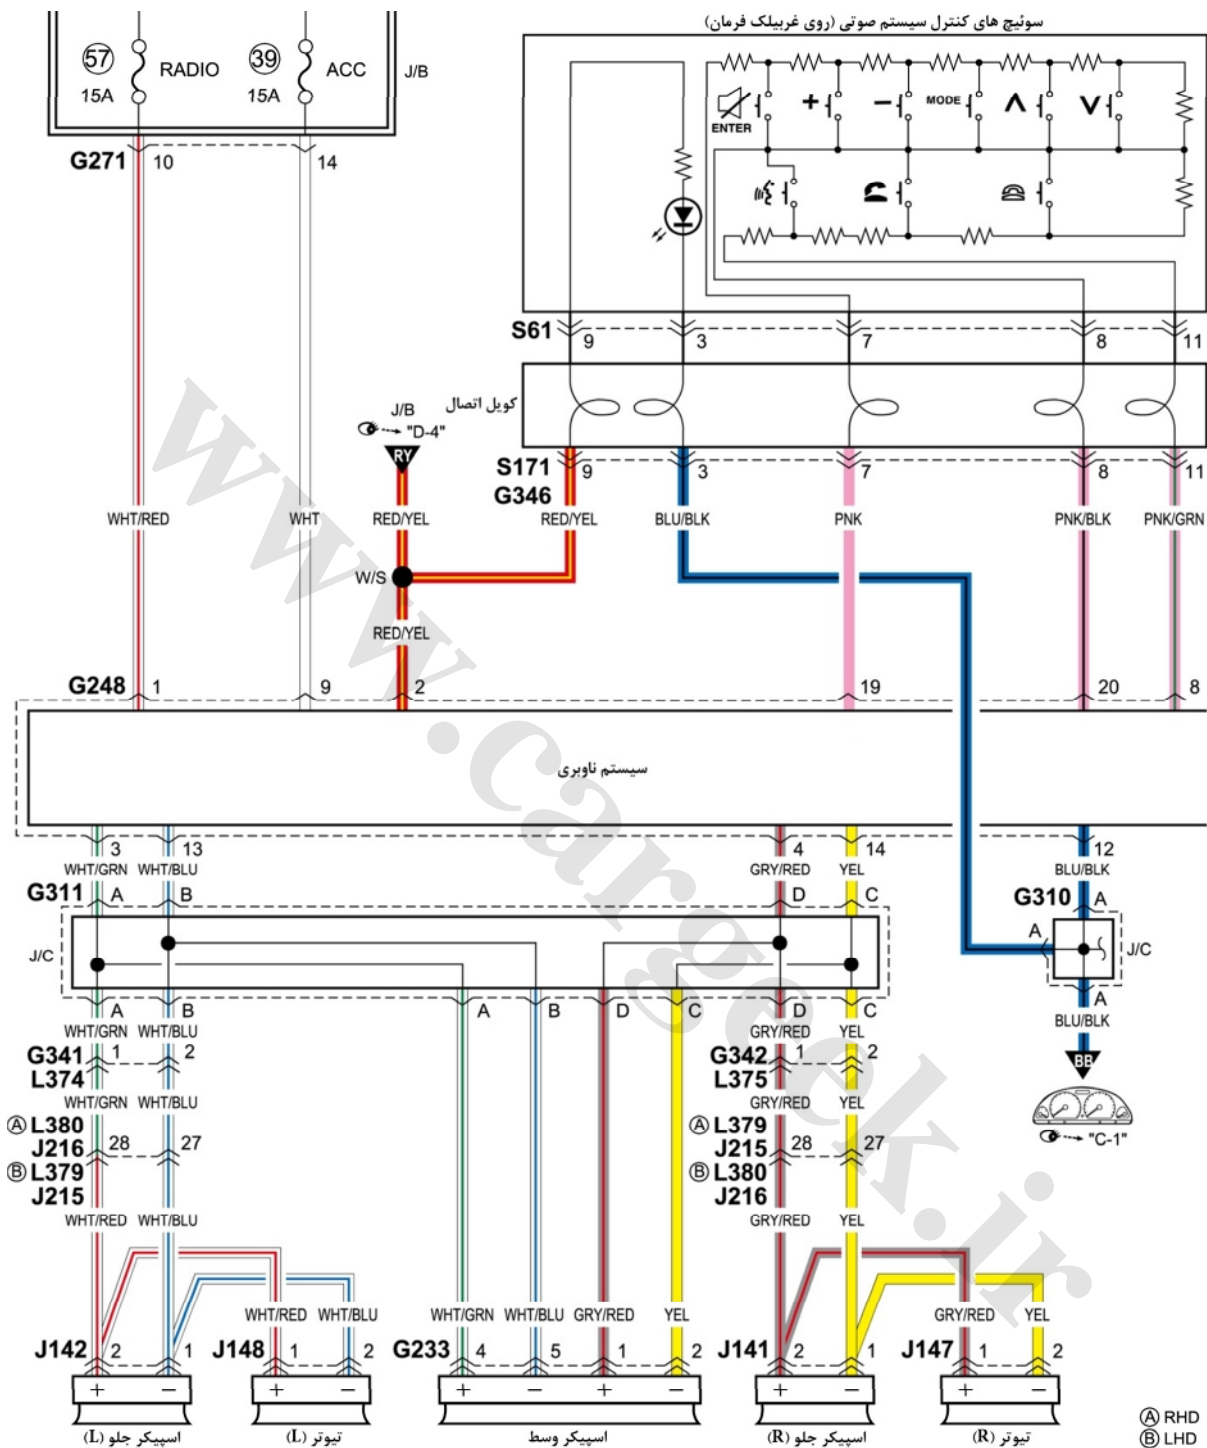 سوئیچ های کنترل سیستم صوتی (روی غربیلک فرمان)
57 RADIO 39 ACC J/B
15A 15A
ENTER + − MODE
G271 10 14
S61 9 3 7 8 11
کویل اتصال
J/B
"D-4"
RY
S171 9 3 7 8 11
G346
WHT/RED WHT RED/YEL RED/YEL BLU/BLK PNK PNK/BLK PNK/GRN
W/S
RED/YEL
G248 1 9 2 19 20 8
سیستم ناوبری
3 13 4 14 12
WHT/GRN WHT/BLU GRY/RED YEL BLU/BLK
G311 A B D C G310 A
A
J/C J/C
A B A B D C D C A
WHT/GRN WHT/BLU GRY/RED YEL BLU/BLK
G341 1 2 G342 1 2
L374 L375
BB
WHT/GRN WHT/BLU GRY/RED YEL
"C-1"
A L380 A L379
J216 28 27 J215 28 27
B L379 B L380
J215 J216
WHT/RED WHT/BLU GRY/RED YEL
WHT/RED WHT/BLU WHT/GRN WHT/BLU GRY/RED YEL GRY/RED YEL
J142 2 1 J148 1 2 G233 4 5 1 2 J141 2 1 J147 1 2
+ − + − + − + − + − + −
اسپیکر جلو (L) تیوتر (L) اسپیکر وسط اسپیکر جلو (R) تیوتر (R)
A RHD
B LHD
www.cargeek.ir